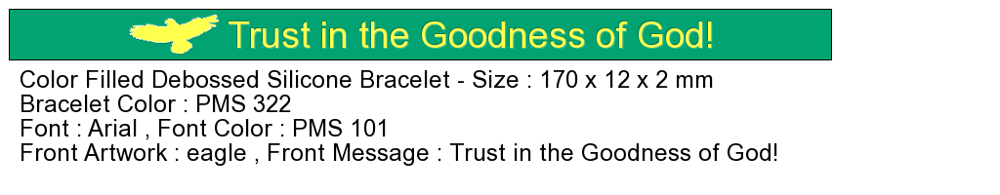 Trust in the Goodness of God!
Color Filled Debossed Silicone Bracelet - Size : 170 x 12 x 2 mm
Bracelet Color : PMS 322
Font : Arial , Font Color : PMS 101
Front Artwork : eagle , Front Message : Trust in the Goodness of God!